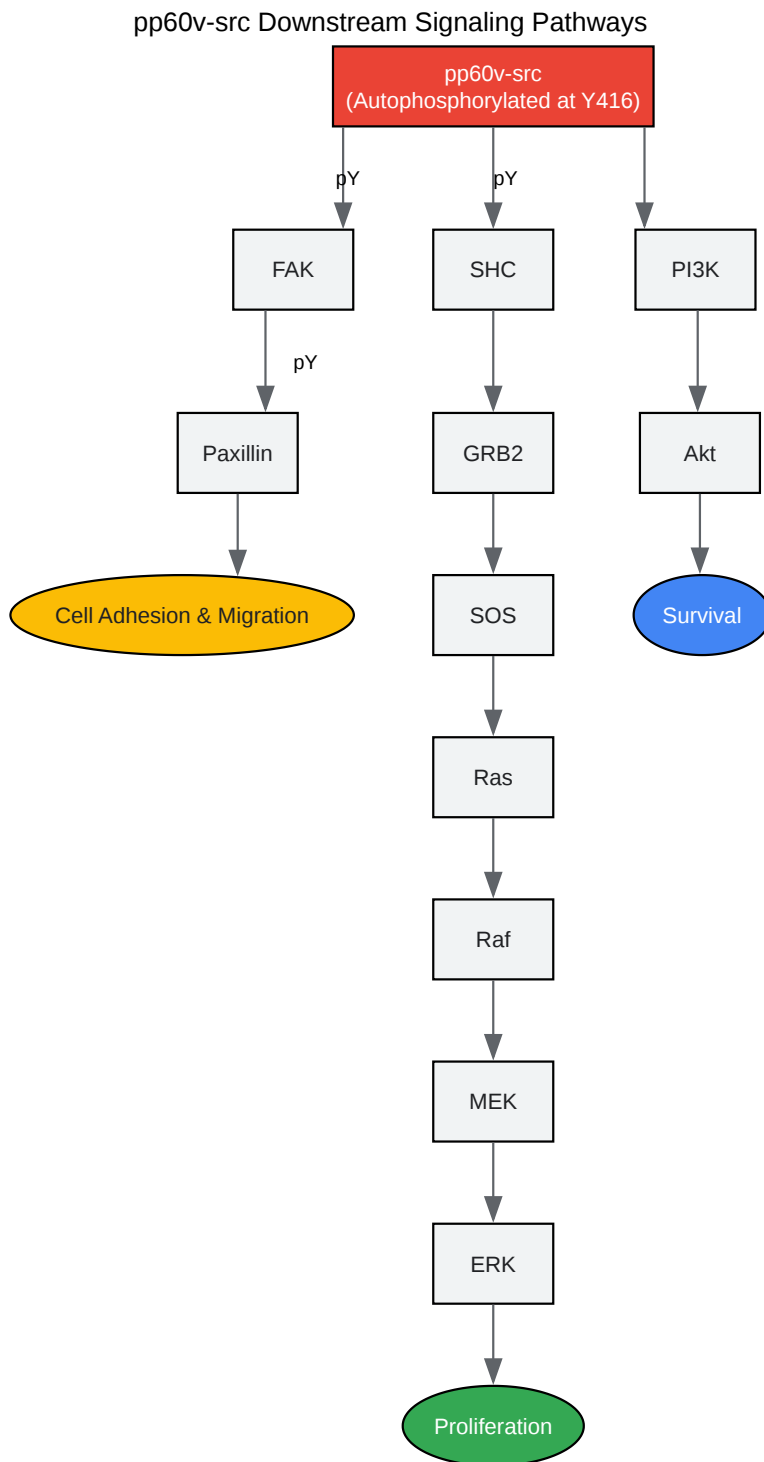 pp60v-src Downstream Signaling Pathways
pp60v-src
(Autophosphorylated at Y416)
pY
pY
FAK
SHC
PI3K
pY
Paxillin
GRB2
Akt
Cell Adhesion & Migration
SOS
Survival
Ras
Raf
MEK
ERK
Proliferation